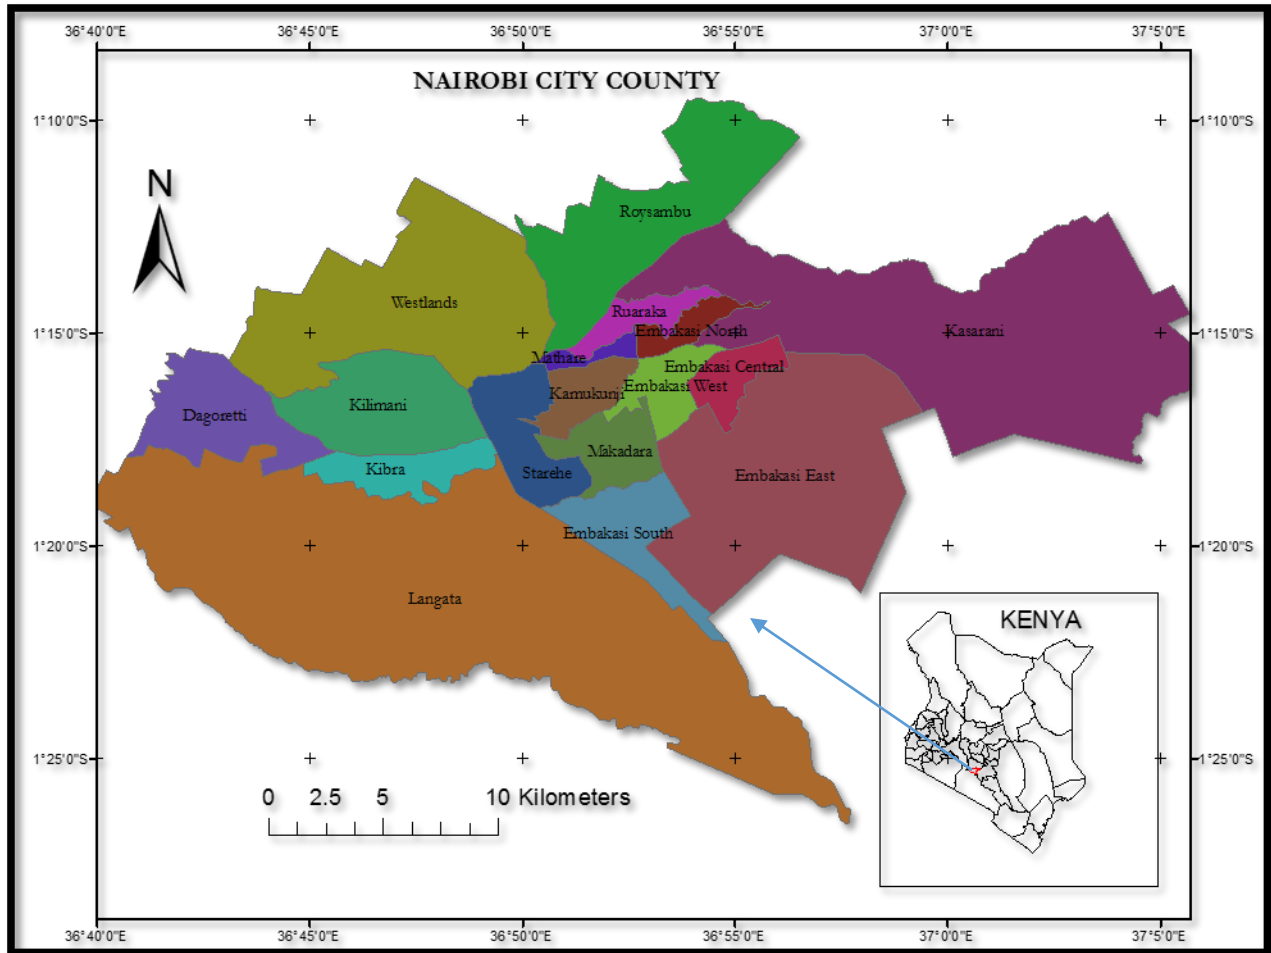 36°40'0"E 36°45'0"E 36°50'0"E 36°55'0"E 37°0'0"E 37°5'0"E
NAIROBI CITY COUNTY
1°10'0"S 1°10'0"S
N
Roysambu
Westlands
Ruaraka
1°15'0"S Embakasi North Kasarani 1°15'0"S
Mathare
Embakasi Central
Kamukunji Embakasi West
Kilimani
Dagoretti
Makadara
Kibra Starehe Embakasi East
Embakasi South
1°20'0"S 1°20'0"S
Langata
KENYA
1°25'0"S 1°25'0"S
0 2.5 5 10 Kilometers
36°40'0"E 36°45'0"E 36°50'0"E 36°55'0"E 37°0'0"E 37°5'0"E